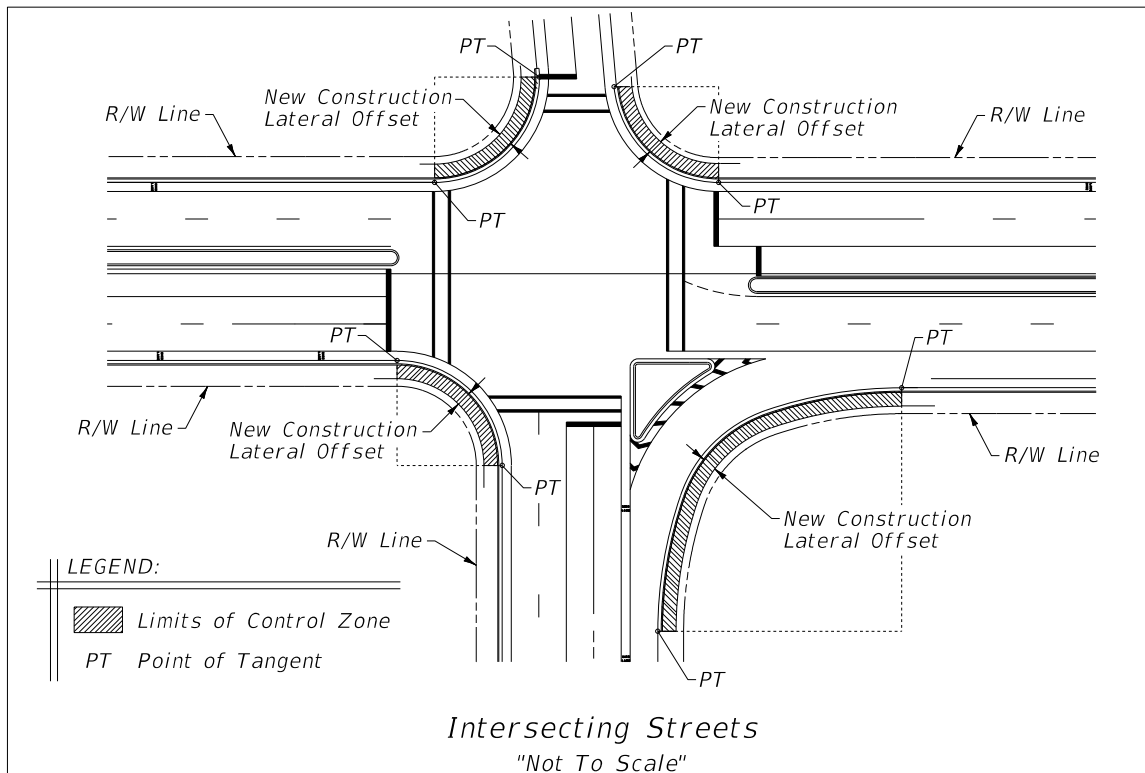 PT
PT
New Construction
Lateral Offset
New Construction
Lateral Offset
R/W Line
R/W Line
PT
PT
PT
PT
R/W Line
New Construction
Lateral Offset
R/W Line
PT
New Construction
Lateral Offset
R/W Line
LEGEND:
Limits of Control Zone
PT Point of Tangent
PT
Intersecting Streets
"Not To Scale"